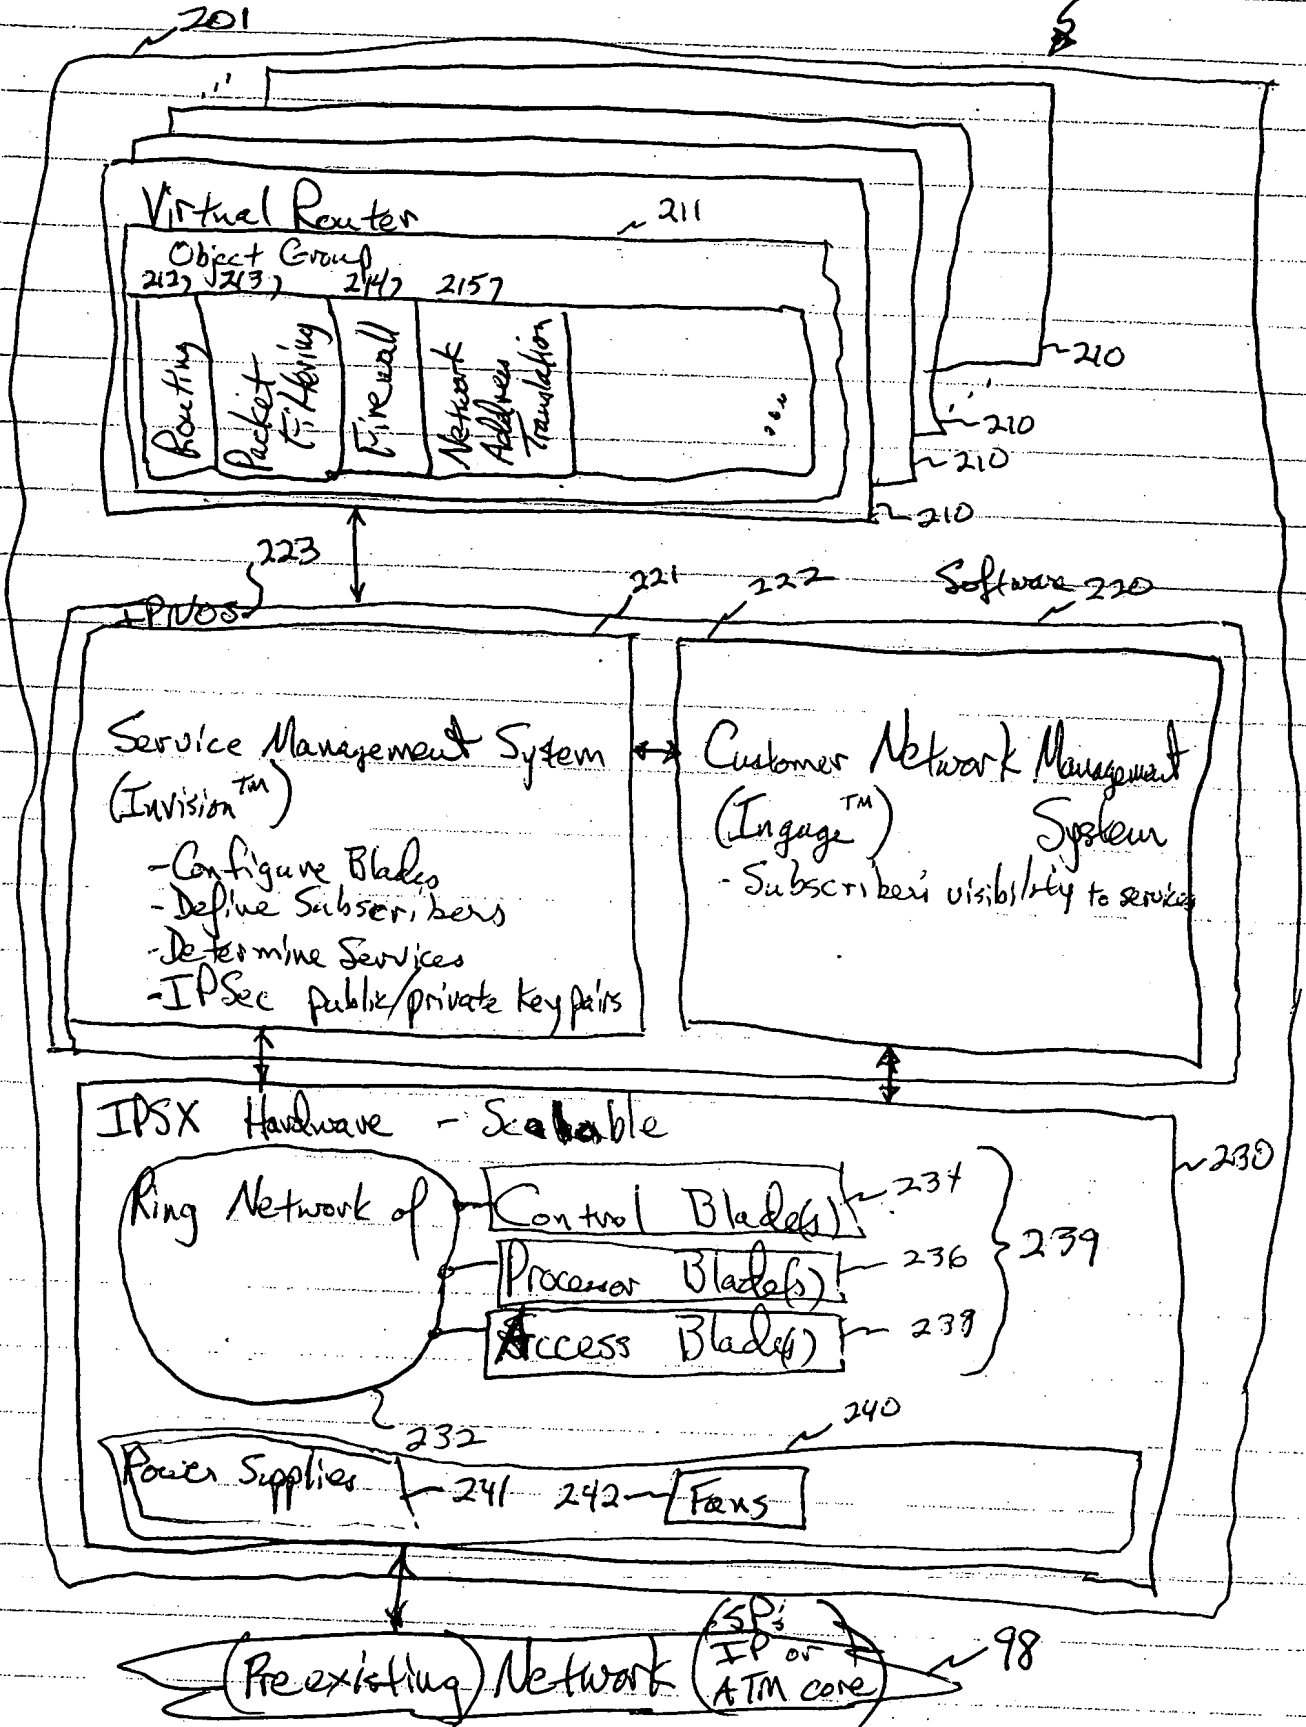 201
Virtual Router
211
Object Group
212 213 214 215
Routing
Packet
Filtering
Firewall
Network
Address
Translation
...
210
210
210
210
223
221
222
Software 220
IPNOS
Service Management System
(Invision™)
-Configure Blades
-Define Subscribers
-Determine Services
-IPSec public/private key pairs
Customer Network Management
(Ingage™) System
- Subscriber's visibility to services
IPSX Hardware - Scalable
230
Ring Network of
Control Blade(s)
234
Processor Blade(s)
236
Access Blade(s)
238
239
232
240
Power Supplies
241
242
Fans
(Preexisting) Network (SP's
IP or
ATM core)
98